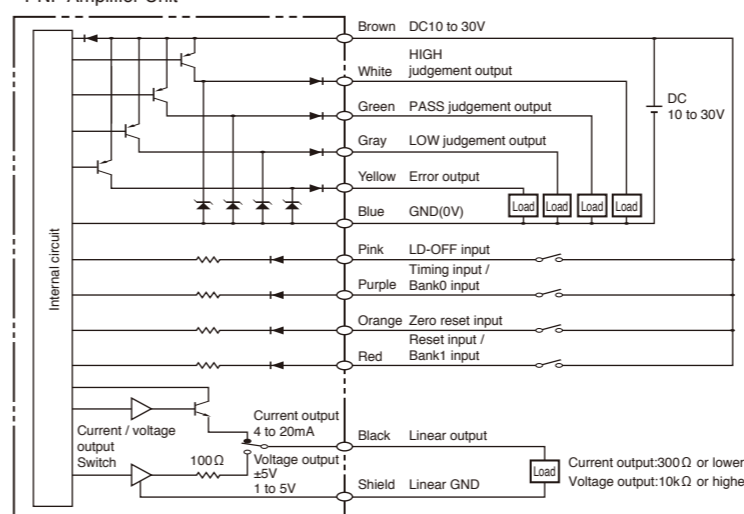 PNP Amplifier Unit
Brown DC10 to 30V
HIGH
White judgement output
Green PASS judgement output
DC
10 to 30V
Gray LOW judgement output
Yellow Error output
Load Load Load Load
Blue GND(0V)
Internal circuit
Pink LD-OFF input
Timing input /
Purple Bank0 input
Orange Zero reset input
Reset input /
Red Bank1 input
Current output
4 to 20mA
Current / voltage
output
Switch
Black Linear output
100Ω
Voltage output
±5V
1 to 5V
Load
Current output:300Ω or lower
Voltage output:10kΩ or highe
Shield Linear GND